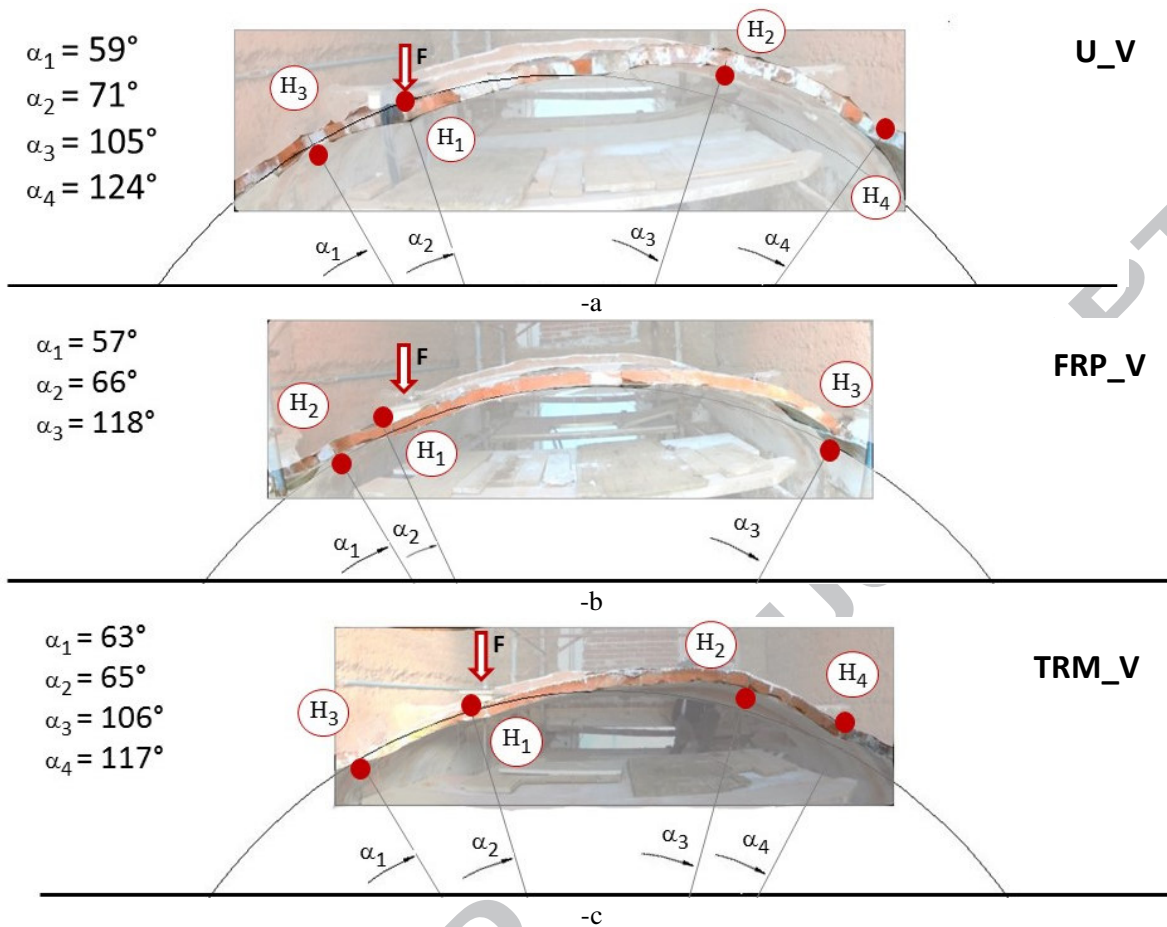 α1 = 59°
α2 = 71°
α3 = 105°
α4 = 124°
U_V
F
H3
H1
H2
H4
α1
α2
α3
α4
-a
α1 = 57°
α2 = 66°
α3 = 118°
FRP_V
F
H2
H1
H3
α1
α2
α3
-b
α1 = 63°
α2 = 65°
α3 = 106°
α4 = 117°
TRM_V
F
H3
H1
H2
H4
α1
α2
α3
α4
-c